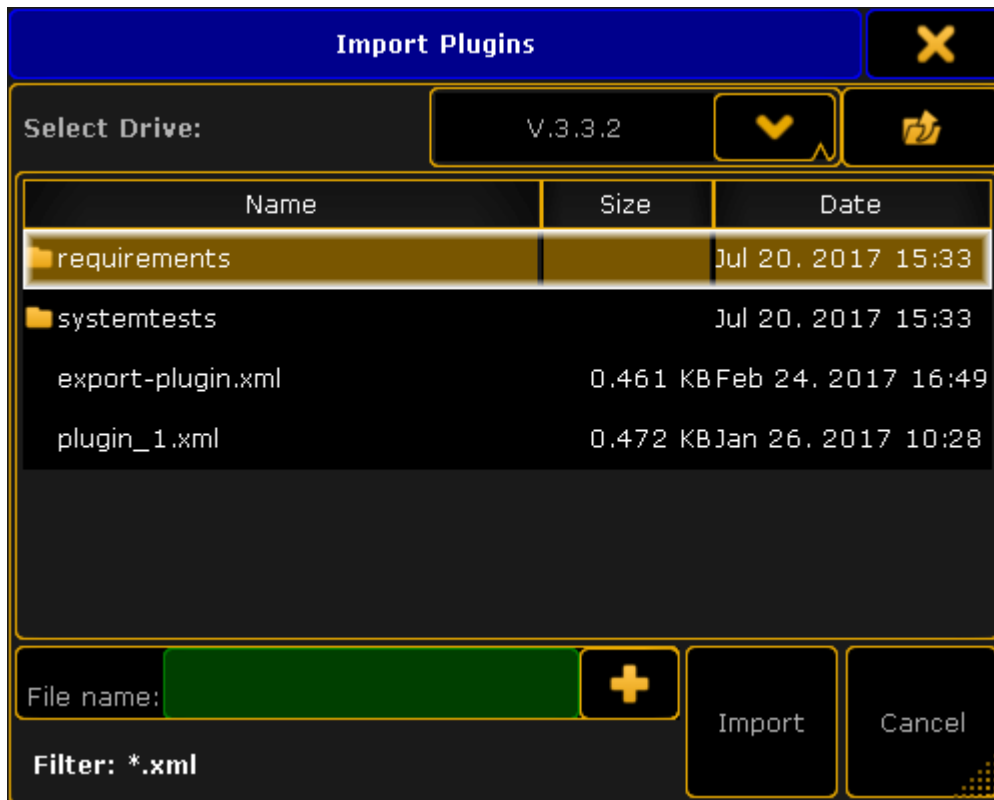 Import Plugins
Select Drive: V.3.3.2
Name Size Date
requirements Jul 20. 2017 15:33
systemtests Jul 20. 2017 15:33
export-plugin.xml 0.461 KB Feb 24. 2017 16:49
plugin_1.xml 0.472 KB Jan 26. 2017 10:28
File name:
Import Cancel
Filter: *.xml